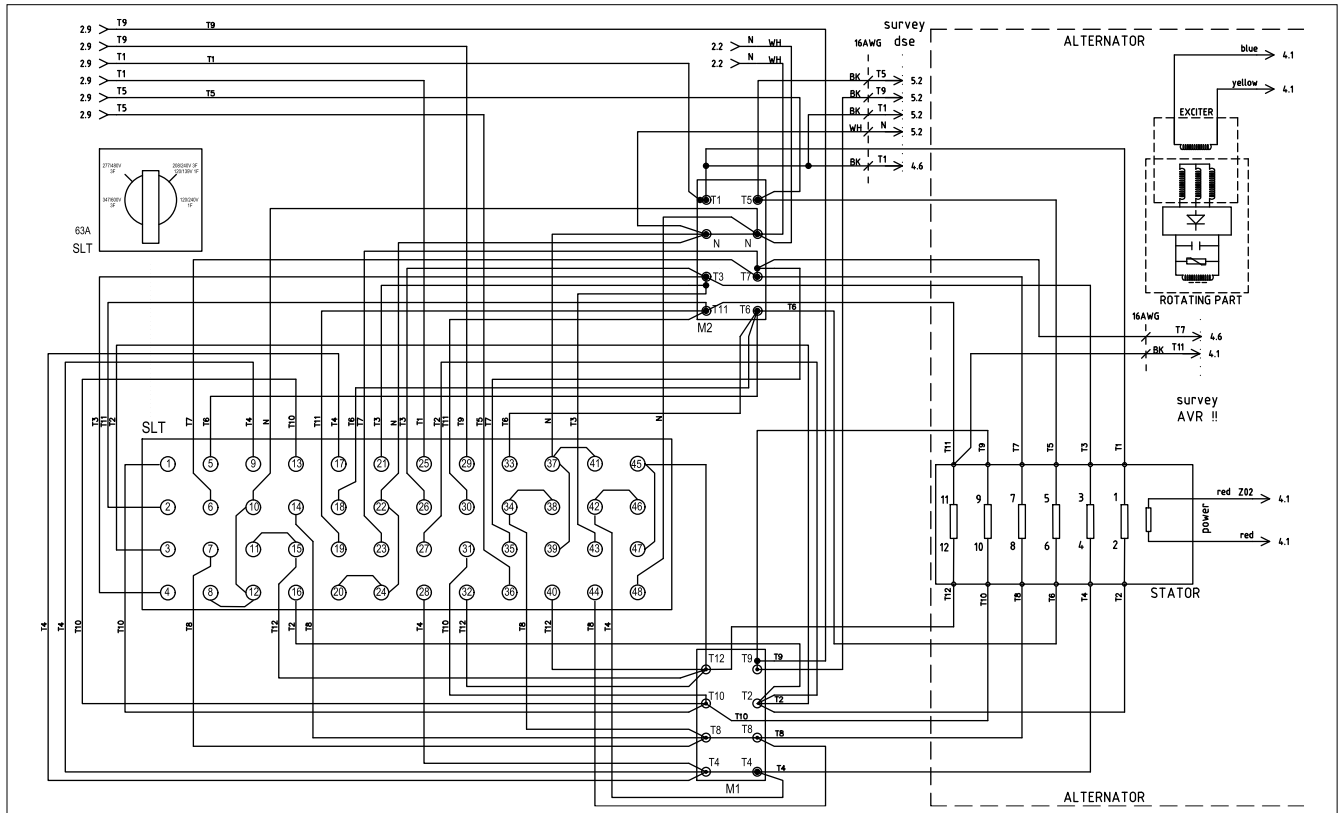 2.9 T9 T9
2.9 T9
2.9 T1 T1
2.9 T1
2.9 T5 T5
2.9 T5
2.2 N WH
2.2 N WH
survey
dse
16AWG
BK T5 5.2
BK T9 5.2
BK T1 5.2
WH N 5.2
BK T1 4.6
ALTERNATOR
blue 4.1
yellow 4.1
EXCITER
ROTATING PART
277/480V
3F
208/240V 3F
120/139V 1F
347/600V
3F
120/240V
1F
63A
SLT
T1 T5
N N
T3 T7
T11 T6
M2
T6
16AWG
T7 4.6
BK T11 4.1
survey
AVR !!
T3 T11 T2 T7 T6 T4 N T10 T11 T4 T6 T7 T3 N T3 T1 T2 T11 T9 T5 T7 T6 N T3 N
SLT
1 5 9 13 17 21 25 29 33 37 41 45
2 6 10 14 18 22 26 30 34 38 42 46
3 7 11 15 19 23 27 31 35 39 43 47
4 8 12 16 20 24 28 32 36 40 44 48
T4 T4 T10 T10 T8 T12 T2 T8 T4 T10 T12 T8 T12 T8 T4
T11 T9 T7 T5 T3 T1
11 9 7 5 3 1
12 10 8 6 4 2
T12 T10 T8 T6 T4 T2
power
red Z02 4.1
red 4.1
STATOR
T12 T9 T9
T10 T2 T2
T10
T8 T8 T8
T4 T4 T4
M1
ALTERNATOR